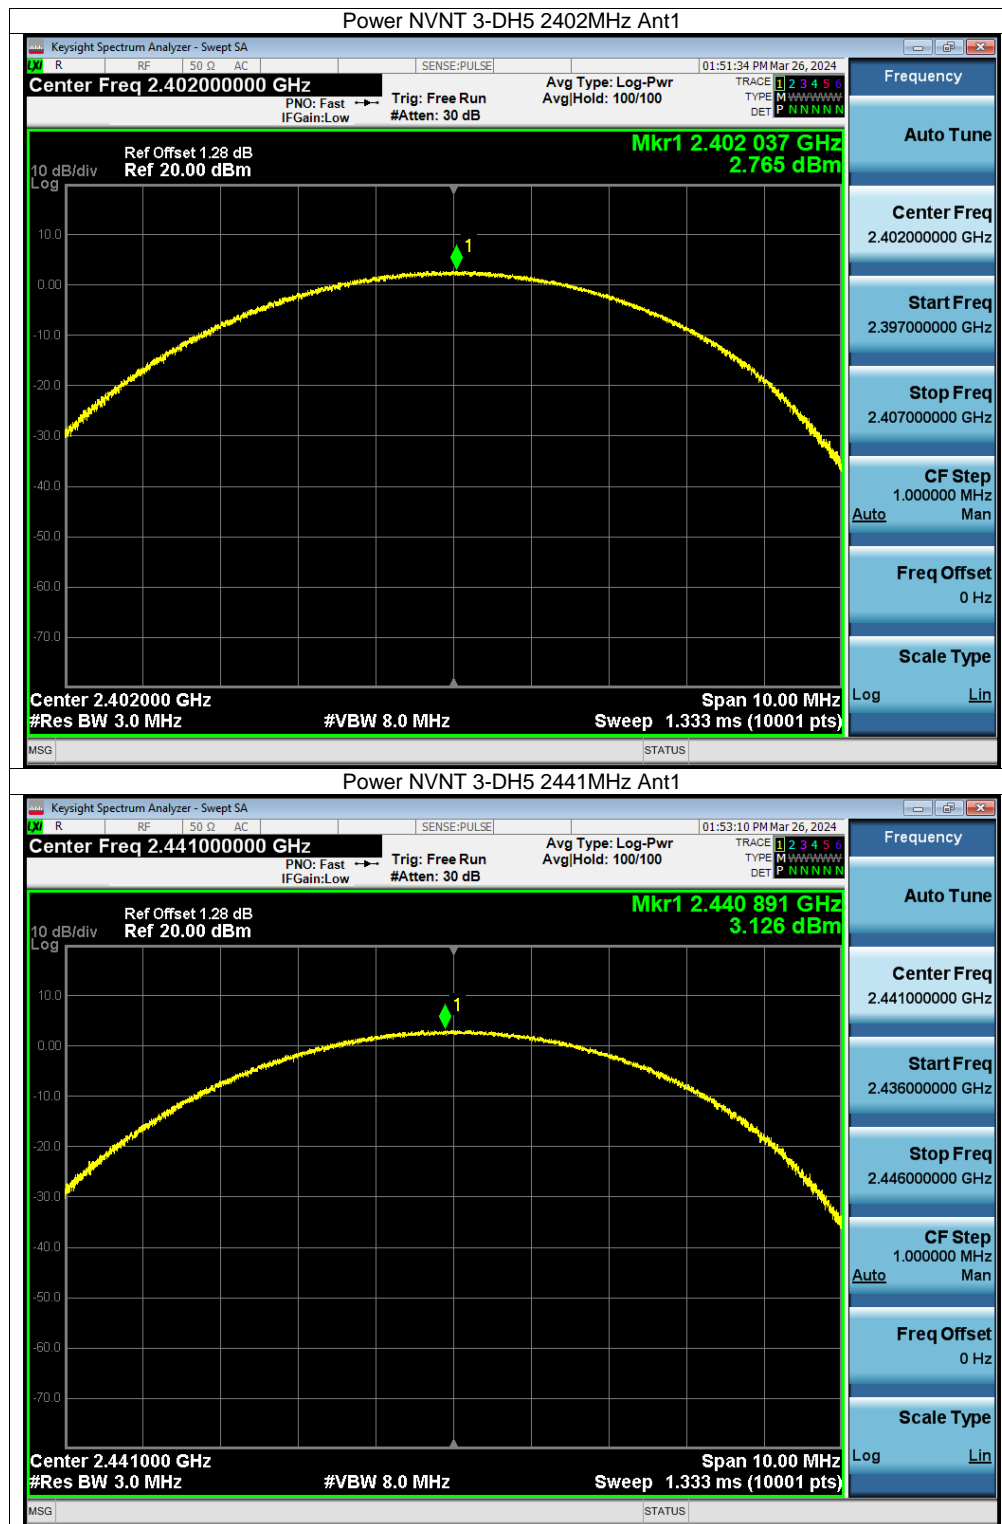 Power NVNT 3-DH5 2402MHz Ant1
Keysight Spectrum Analyzer - Swept SA
LXI R RF 50 Ω AC SENSE:PULSE 01:51:34 PM Mar 26, 2024
Center Freq 2.402000000 GHz
PNO: Fast
IFGain:Low
Trig: Free Run
#Atten: 30 dB
Avg Type: Log-Pwr
Avg|Hold: 100/100
TRACE 1 2 3 4 5 6
TYPE M WWWWW
DET P N N N N N
Frequency
Auto Tune
Mkr1 2.402 037 GHz
2.765 dBm
Ref Offset 1.28 dB
10 dB/div Ref 20.00 dBm
Log
1
10.0
0.00
-10.0
-20.0
-30.0
-40.0
-50.0
-60.0
-70.0
Center Freq
2.402000000 GHz
Start Freq
2.397000000 GHz
Stop Freq
2.407000000 GHz
CF Step
1.000000 MHz
Auto Man
Freq Offset
0 Hz
Scale Type
Log Lin
Center 2.402000 GHz Span 10.00 MHz
#Res BW 3.0 MHz #VBW 8.0 MHz Sweep 1.333 ms (10001 pts)
MSG STATUS
Power NVNT 3-DH5 2441MHz Ant1
Keysight Spectrum Analyzer - Swept SA
LXI R RF 50 Ω AC SENSE:PULSE 01:53:10 PM Mar 26, 2024
Center Freq 2.441000000 GHz
PNO: Fast
IFGain:Low
Trig: Free Run
#Atten: 30 dB
Avg Type: Log-Pwr
Avg|Hold: 100/100
TRACE 1 2 3 4 5 6
TYPE M WWWWW
DET P N N N N N
Frequency
Auto Tune
Mkr1 2.440 891 GHz
3.126 dBm
Ref Offset 1.28 dB
10 dB/div Ref 20.00 dBm
Log
1
10.0
0.00
-10.0
-20.0
-30.0
-40.0
-50.0
-60.0
-70.0
Center Freq
2.441000000 GHz
Start Freq
2.436000000 GHz
Stop Freq
2.446000000 GHz
CF Step
1.000000 MHz
Auto Man
Freq Offset
0 Hz
Scale Type
Log Lin
Center 2.441000 GHz Span 10.00 MHz
#Res BW 3.0 MHz #VBW 8.0 MHz Sweep 1.333 ms (10001 pts)
MSG STATUS